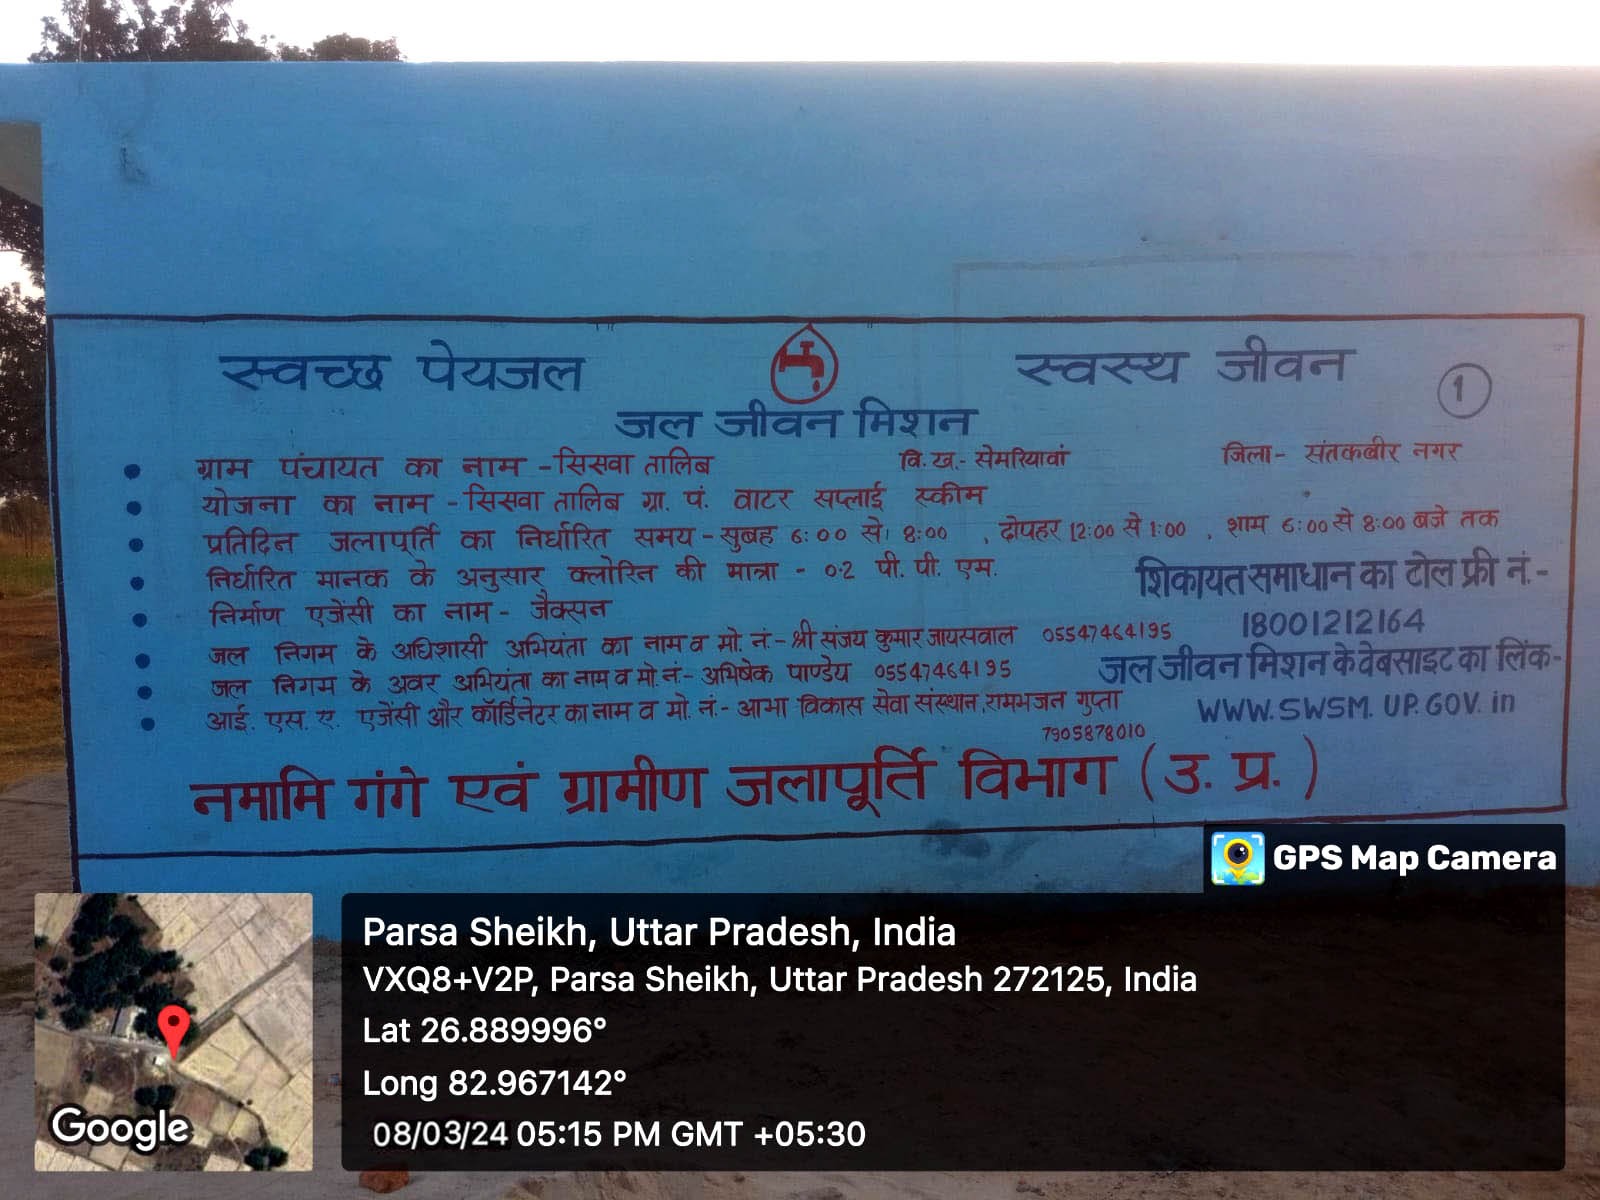 स्वच्छ पेयजल स्वस्थ जीवन
1
जल जीवन मिशन
ग्राम पंचायत का नाम - सिसवा तालिब वि.ख.- सेमरियावां जिला- संतकबीर नगर
योजना का नाम - सिसवा तालिब ग्रा. पं. वाटर सप्लाई स्कीम
प्रतिदिन जलापूर्ति का निर्धारित समय - सुबह 6:00 से 8:00 , दोपहर 12:00 से 1:00 , शाम 6:00 से 8:00 बजे तक
निर्धारित मानक के अनुसार क्लोरिन की मात्रा - 0.2 पी. पी. एम.
शिकायत समाधान का टोल फ्री नं.-
निर्माण एजेंसी का नाम - जैक्सन
18001212164
जल निगम के अधिशासी अभियंता का नाम व मो. नं.- श्री संजय कुमार जायसवाल 05547464195
जल निगम के अवर अभियंता का नाम व मो. नं.- अभिषेक पाण्डेय 05547464195
जल जीवन मिशन के वेबसाइट का लिंक-
आई. एस. ए. एजेंसी और कॉर्डिनेटर का नाम व मो. नं.- आभा विकास सेवा संस्थान, रामभजन गुप्ता
WWW.SWSM.UP.GOV.in
7905878010
नमामि गंगे एवं ग्रामीण जलापूर्ति विभाग (उ. प्र.)
GPS Map Camera
Parsa Sheikh, Uttar Pradesh, India
VXQ8+V2P, Parsa Sheikh, Uttar Pradesh 272125, India
Lat 26.889996°
Long 82.967142°
08/03/24 05:15 PM GMT +05:30
Google